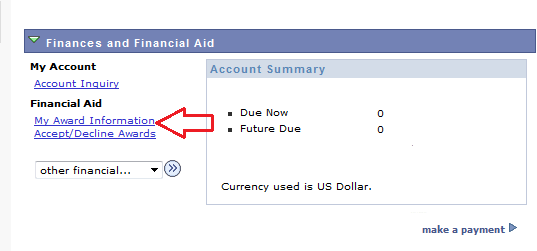 Finances and Financial Aid
My Account
Account Inquiry
Financial Aid
My Award Information
Accept/Decline Awards
other financial...
Account Summary
Due Now 0
Future Due 0
Currency used is US Dollar.
make a payment